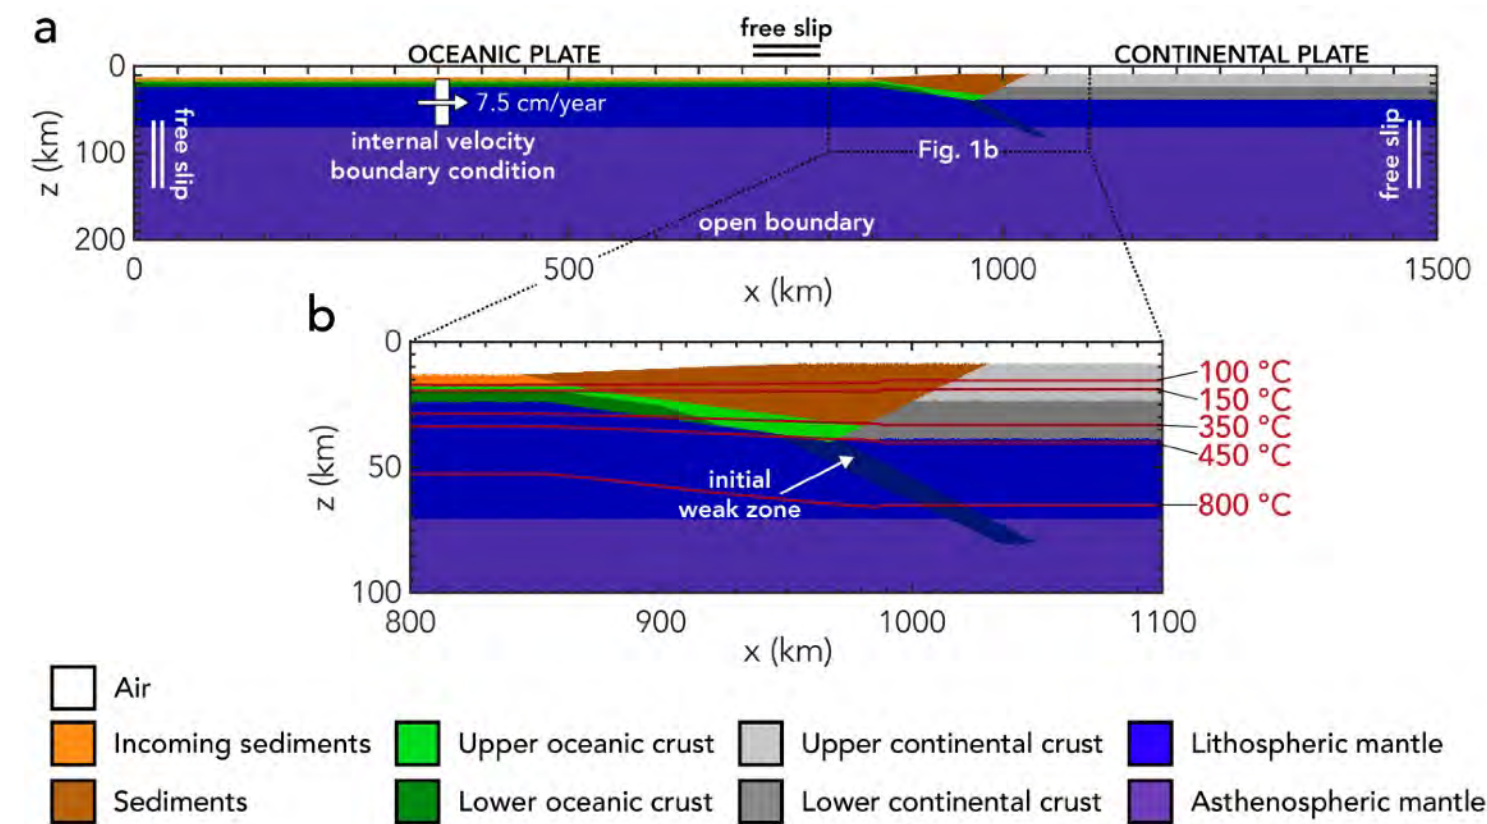 a
free slip
OCEANIC PLATE
CONTINENTAL PLATE
0
100
200
z (km)
free slip
7.5 cm/year
internal velocity
boundary condition
Fig. 1b
free slip
open boundary
0
500
1000
1500
x (km)
b
0
50
100
z (km)
100 °C
150 °C
350 °C
450 °C
800 °C
initial
weak zone
800
900
1000
1100
x (km)
Air
Incoming sediments
Upper oceanic crust
Upper continental crust
Lithospheric mantle
Sediments
Lower oceanic crust
Lower continental crust
Asthenospheric mantle